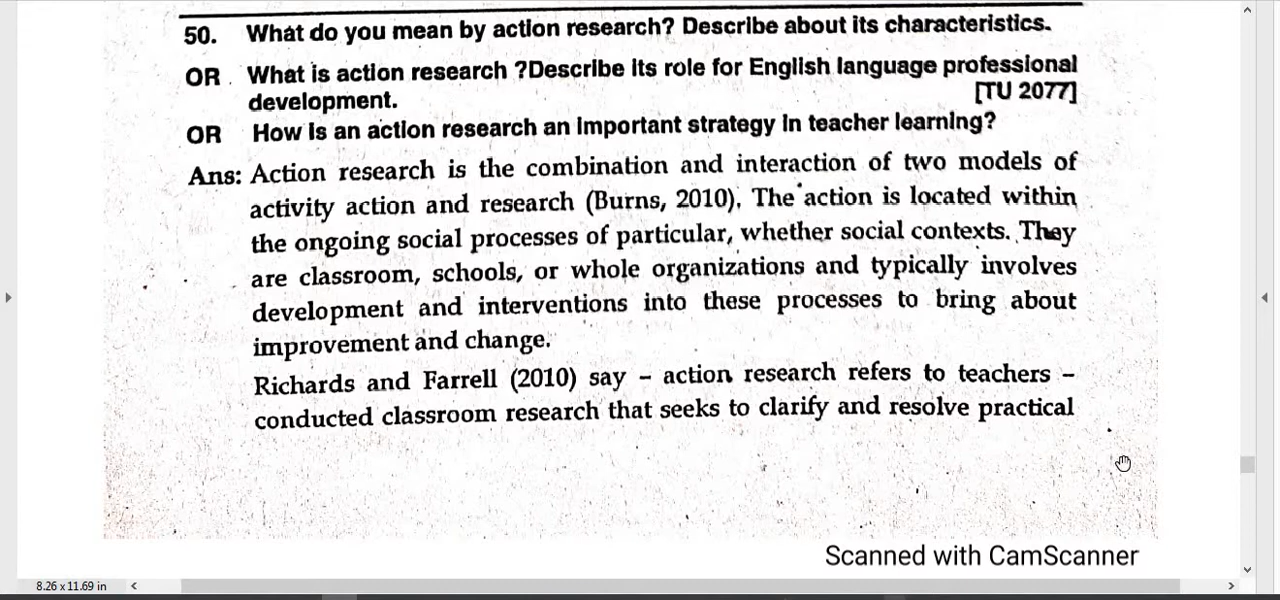 50. What do you mean by action research? Describe about its characteristics.
OR What is action research ?Describe its role for English language professional
development. [TU 2077]
OR How is an action research an important strategy in teacher learning?
Ans: Action research is the combination and interaction of two models of
activity action and research (Burns, 2010). The action is located within
the ongoing social processes of particular, whether social contexts. They
are classroom, schools, or whole organizations and typically involves
development and interventions into these processes to bring about
improvement and change.
Richards and Farrell (2010) say – action research refers to teachers –
conducted classroom research that seeks to clarify and resolve practical
Scanned with CamScanner
8.26 x 11.69 in